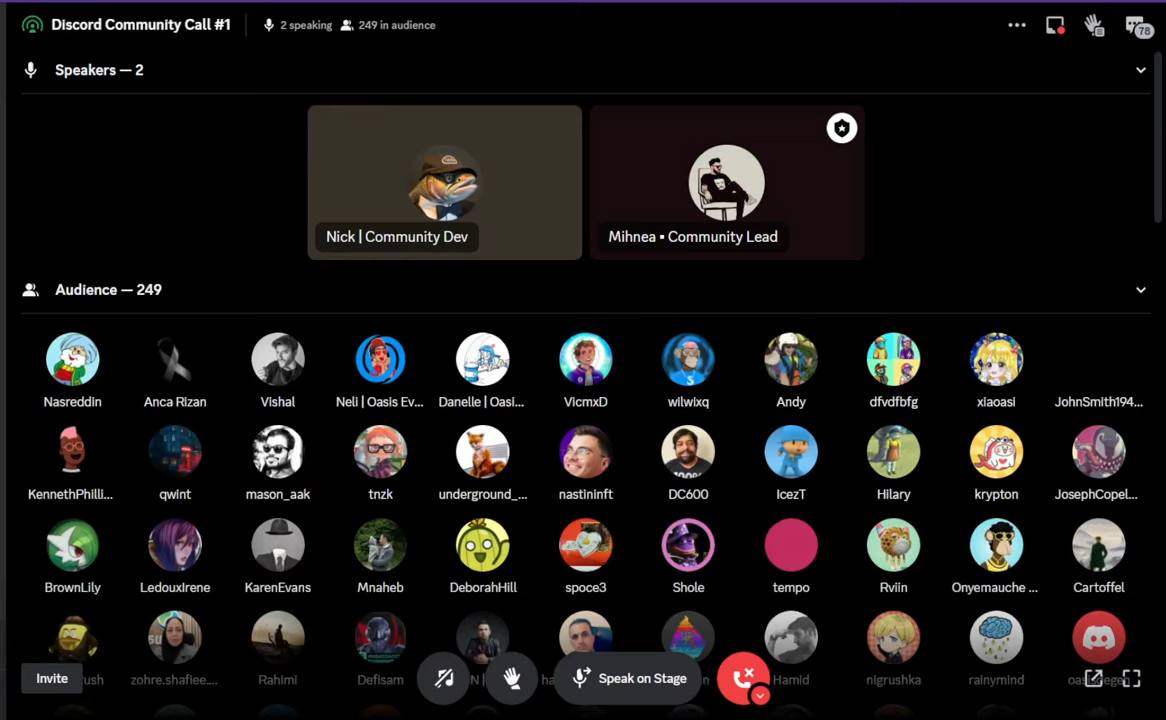 Discord Community Call #1
2 speaking
249 in audience
78
Speakers — 2
Nick | Community Dev
Mihnea ▪ Community Lead
Audience — 249
Nasreddin
Anca Rizan
Vishal
Neli | Oasis Ev...
Danelle | Oasi...
VicmxD
wilwixq
Andy
dfvdfbfg
xiaoasi
JohnSmith194...
KennethPhilli...
qwint
mason_aak
tnzk
underground_...
nastininft
DC600
IcezT
Hilary
krypton
JosephCopel...
BrownLily
LedouxIrene
KarenEvans
Mnaheb
DeborahHill
spoce3
Shole
tempo
Rviin
Onyemauche ...
Cartoffel
zohre.shafiee....
Rahimi
Defisam
Hamid
nigrushka
rainymind
Invite
Speak on Stage